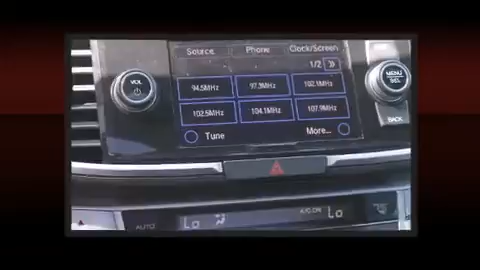 Source Phone Clock/Screen
1/2
VOL
94.5MHz 97.3MHz 102.1MHz
MENU/
SEL
102.5MHz 104.1MHz 107.9MHz
BACK
Tune More...
AUTO Lo A/C ON Lo